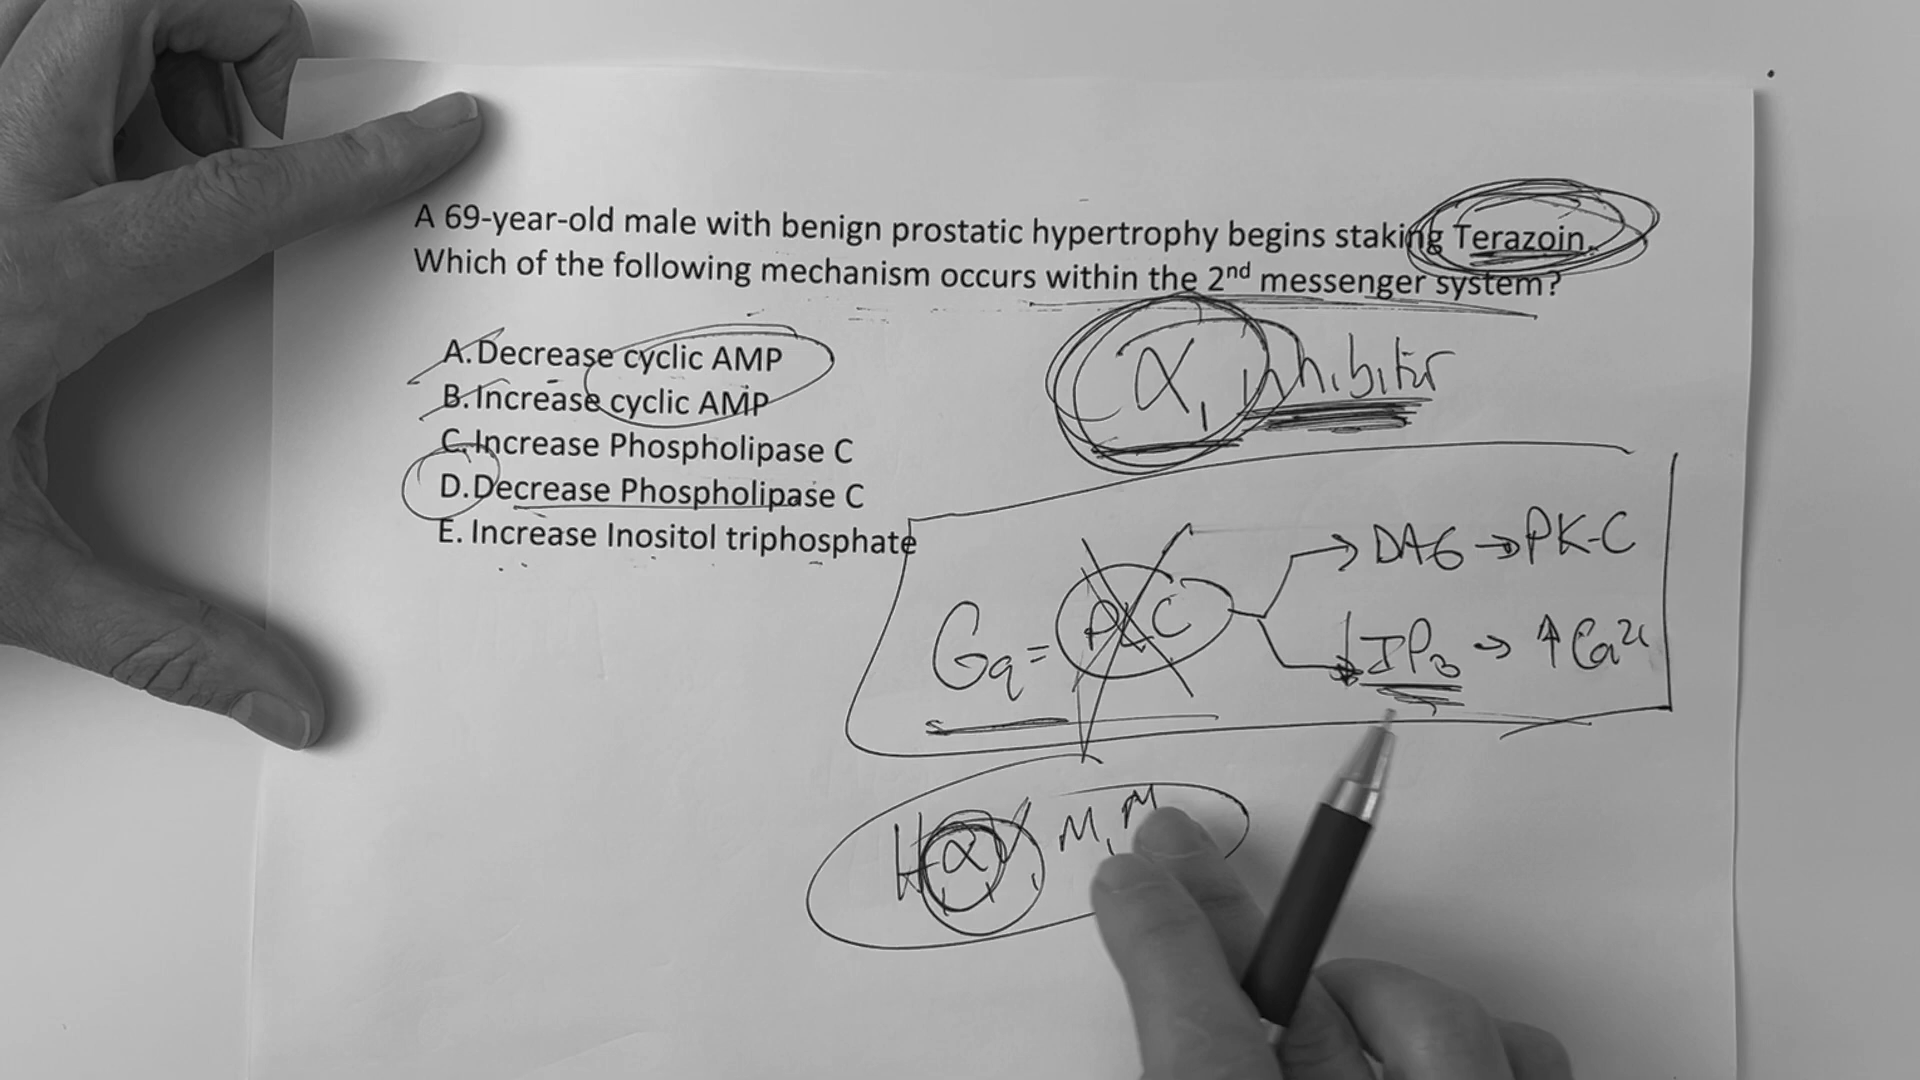 A 69-year-old male with benign prostatic hypertrophy begins staking Terazoin.
Which of the following mechanism occurs within the 2nd messenger system?
A. Decrease cyclic AMP
B. Increase cyclic AMP
C. Increase Phospholipase C
D. Decrease Phospholipase C
E. Increase Inositol triphosphate
α1 inhibitor
Gq = PLC
→ DAG → PK-C
↓ IP3 → ↑ Ca2+
H α V M1 M